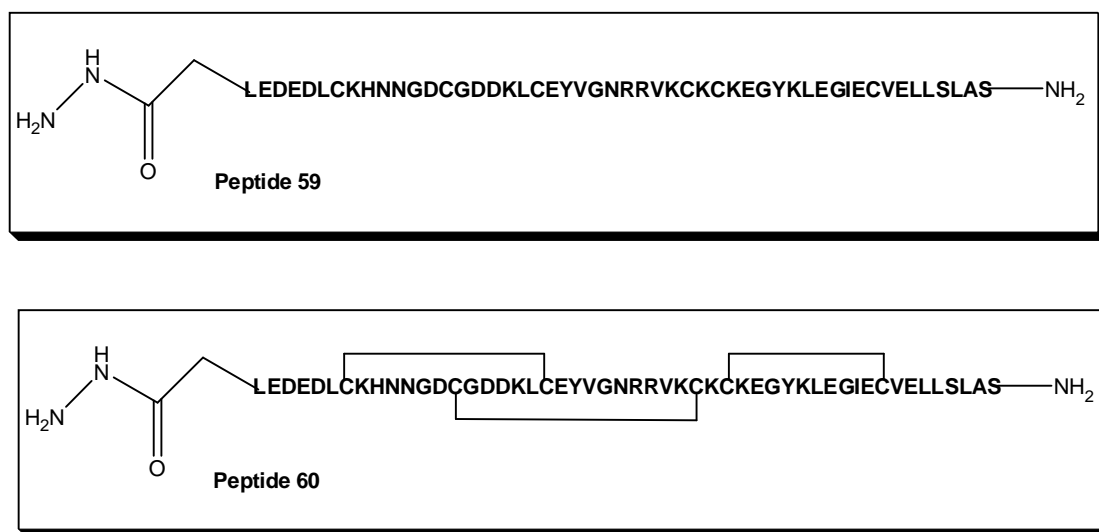 H
N
H2N
O
LEDEDLCKHNNGDCGDDKLCEYVGNRRVKCKCKEGYKLEGIECVELLSLAS
NH2
Peptide 59
H
N
H2N
O
LEDEDLCKHNNGDCGDDKLCEYVGNRRVKCKCKEGYKLEGIECVELLSLAS
NH2
Peptide 60